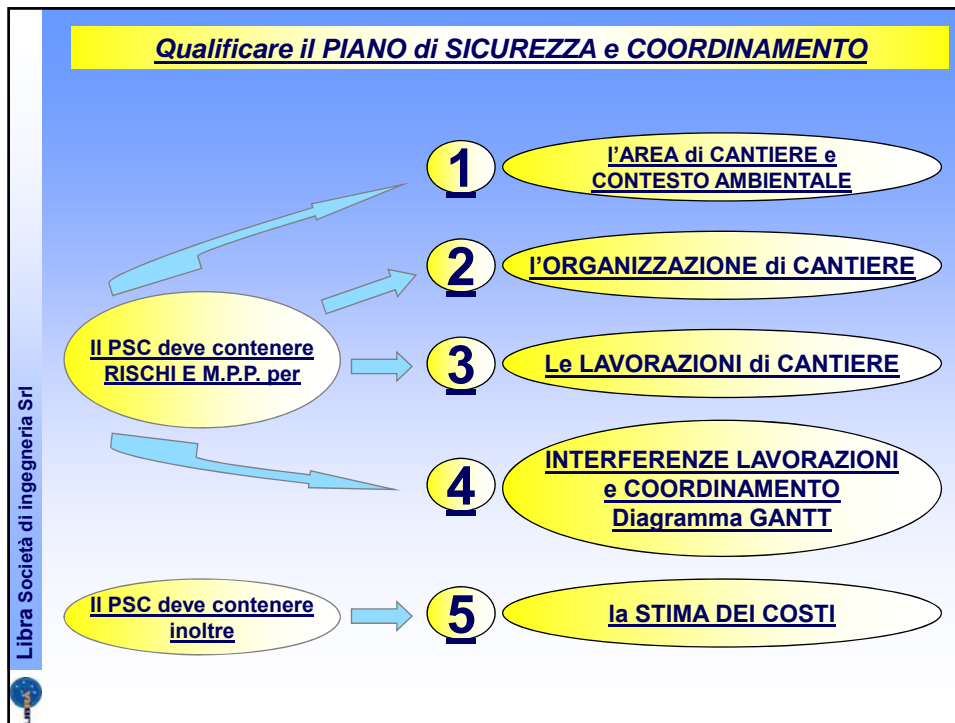 Qualificare il PIANO di SICUREZZA e COORDINAMENTO
1
l'AREA di CANTIERE e
CONTESTO AMBIENTALE
2
l'ORGANIZZAZIONE di CANTIERE
Il PSC deve contenere
RISCHI E M.P.P. per
3
Le LAVORAZIONI di CANTIERE
4
INTERFERENZE LAVORAZIONI
e COORDINAMENTO
Diagramma GANTT
Il PSC deve contenere
inoltre
5
la STIMA DEI COSTI
Libra Società di ingegneria Srl